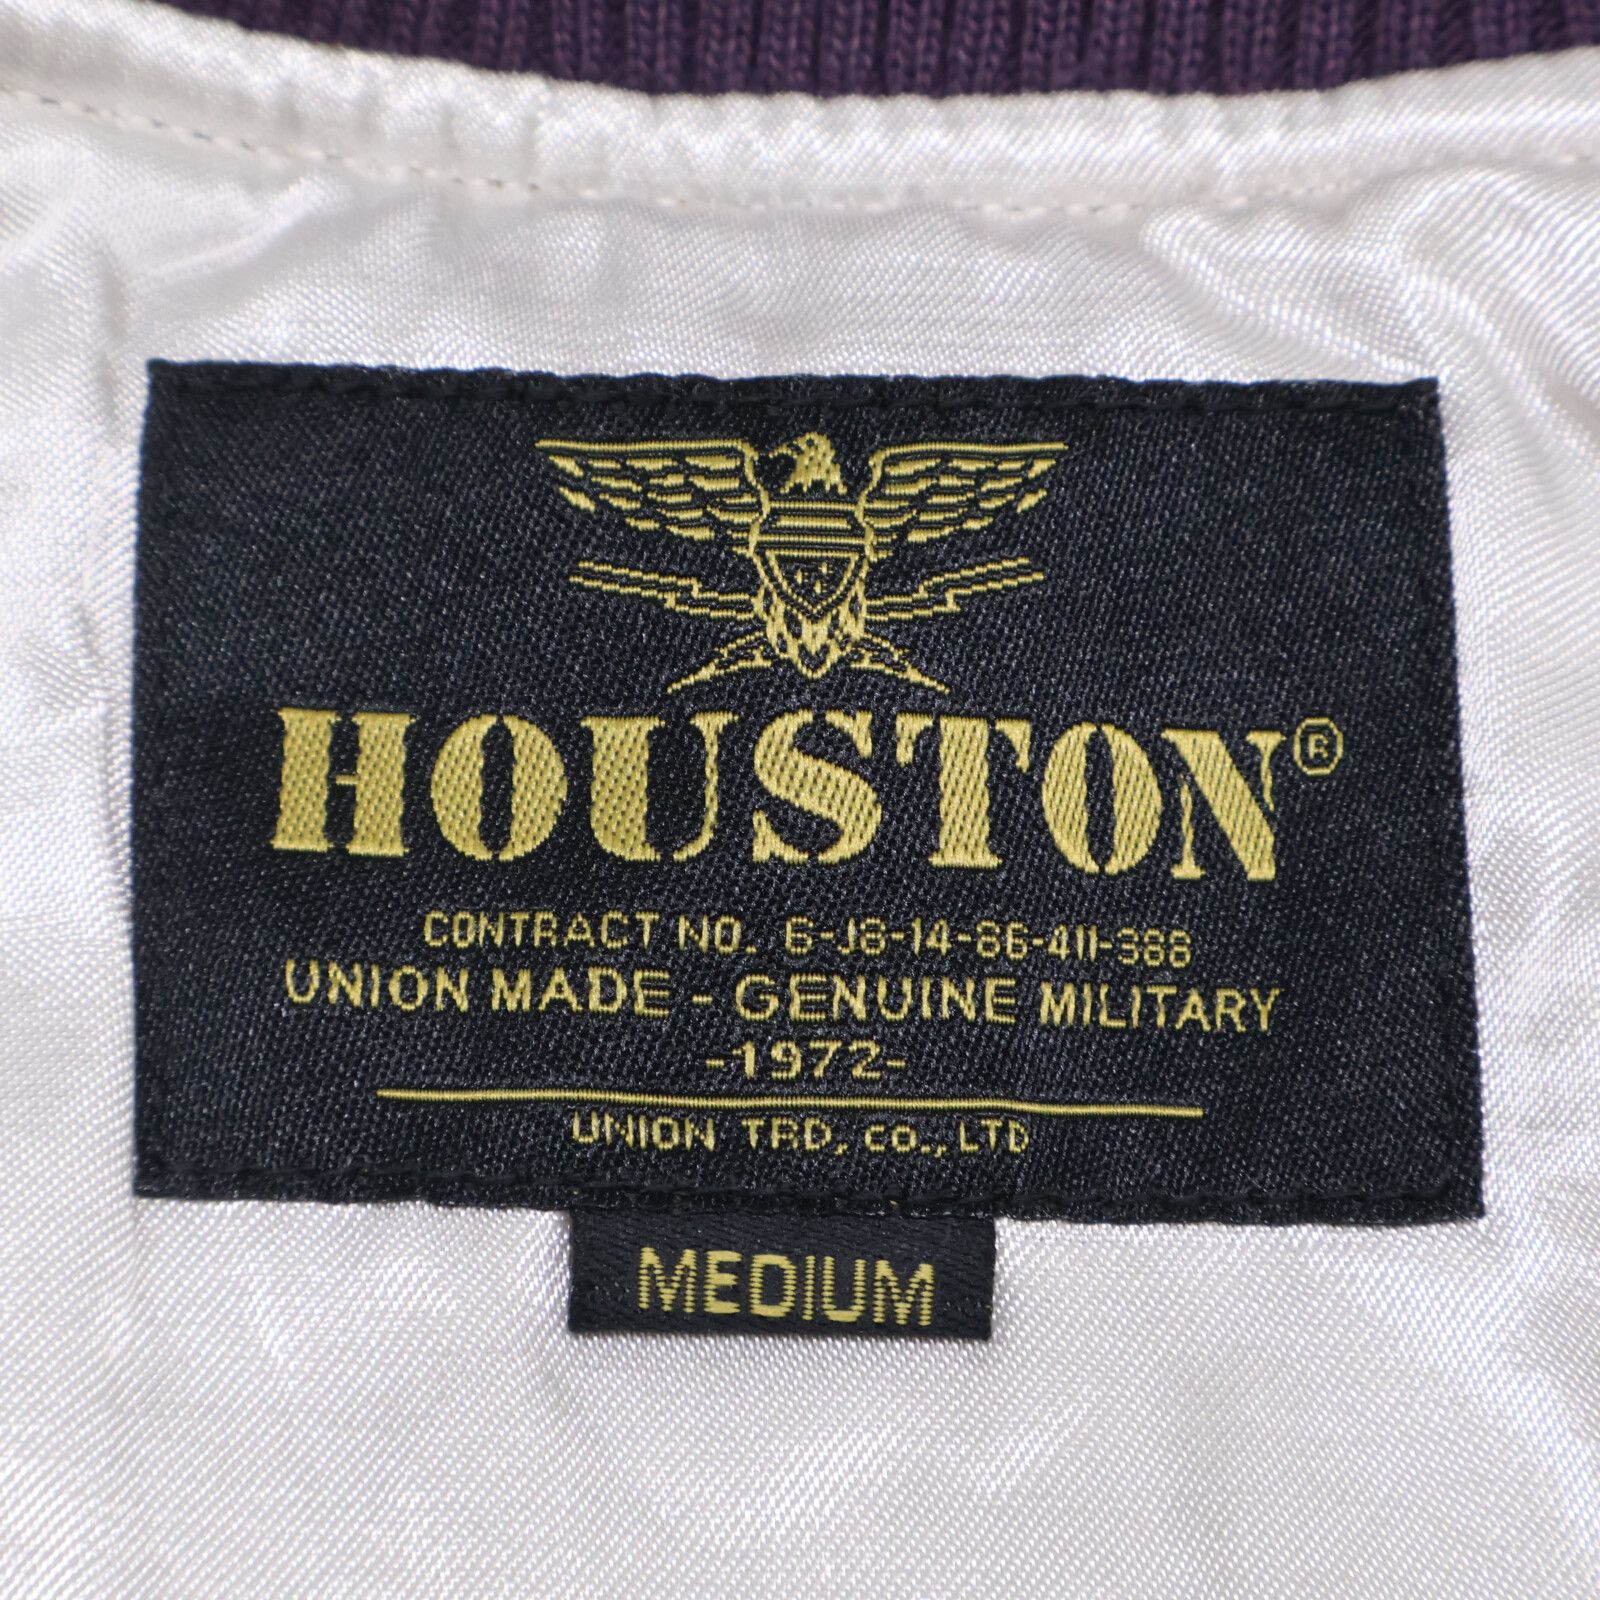 HOUSTON®
CONTRACT NO. 6-J8-14-86-411-388
UNION MADE - GENUINE MILITARY
-1972-
UNION TRD, CO., LTD
MEDIUM